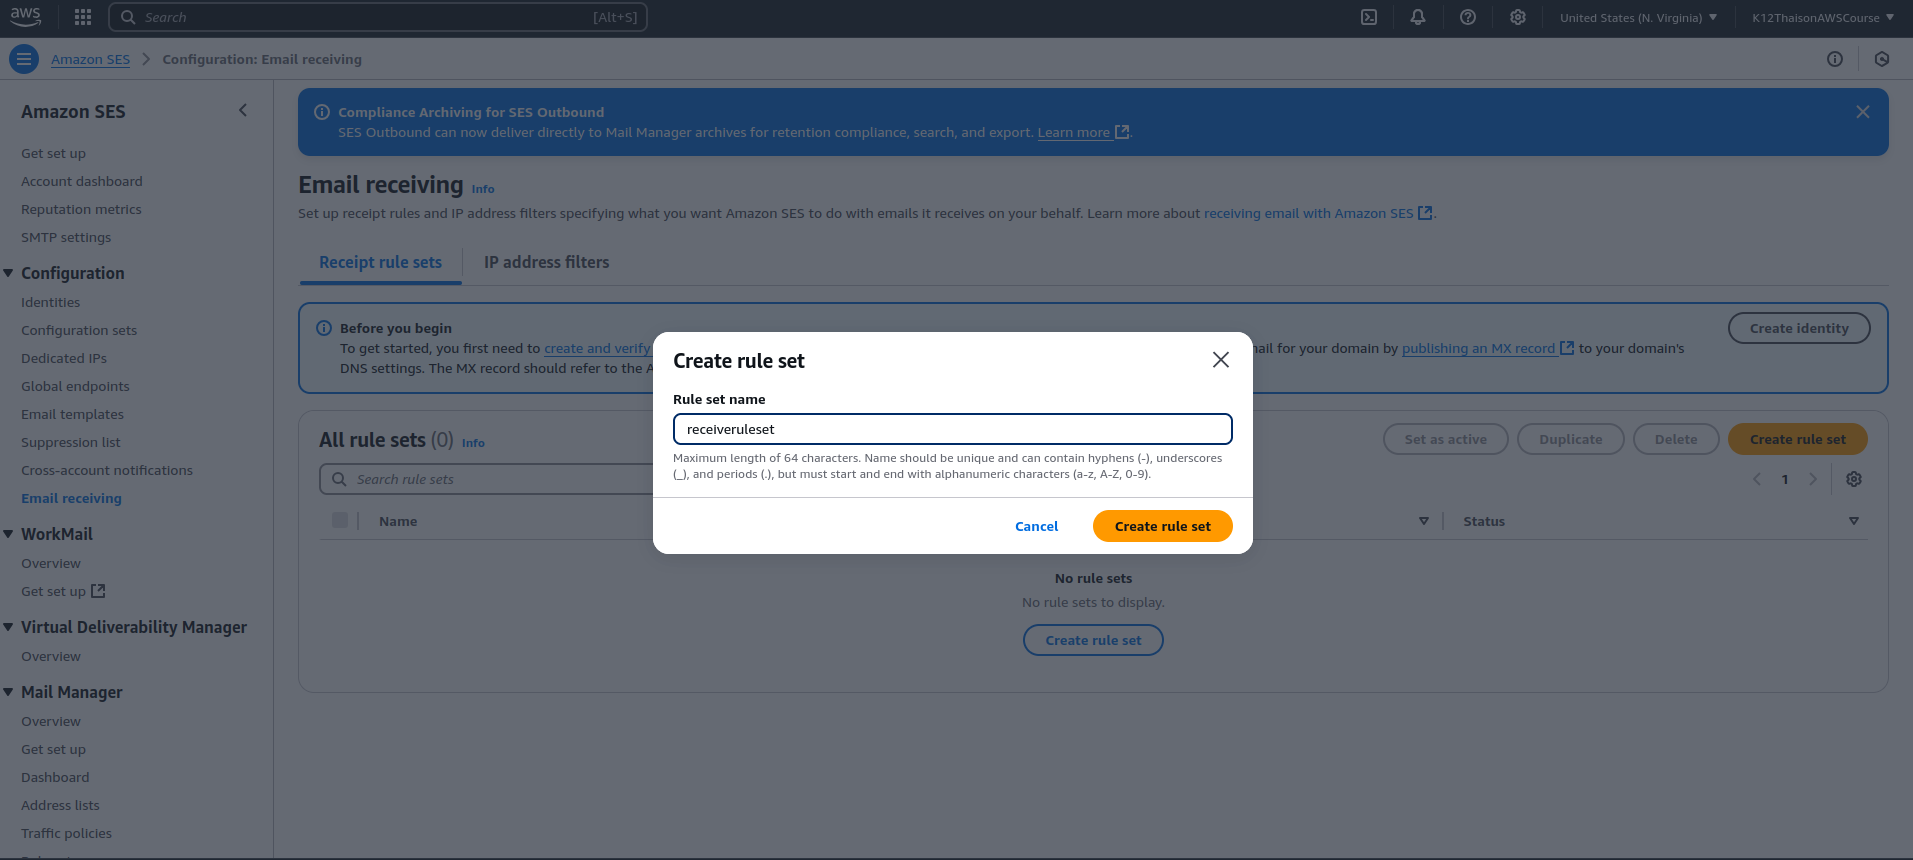 aws
Search [Alt+S]
United States (N. Virginia)
K12ThaisonAWSCourse
Amazon SES
Configuration: Email receiving
Amazon SES
Get set up
Account dashboard
Reputation metrics
SMTP settings
Configuration
Identities
Configuration sets
Dedicated IPs
Global endpoints
Email templates
Suppression list
Cross-account notifications
Email receiving
WorkMail
Overview
Get set up
Virtual Deliverability Manager
Overview
Mail Manager
Overview
Get set up
Dashboard
Address lists
Traffic policies
Compliance Archiving for SES Outbound
SES Outbound can now deliver directly to Mail Manager archives for retention compliance, search, and export. Learn more.
Email receiving Info
Set up receipt rules and IP address filters specifying what you want Amazon SES to do with emails it receives on your behalf. Learn more about receiving email with Amazon SES.
Receipt rule sets
IP address filters
Before you begin
Create identity
To get started, you first need to create and verify
for your domain by publishing an MX record to your domain's
DNS settings. The MX record should refer to the
All rule sets (0) Info
Set as active
Duplicate
Delete
Create rule set
Search rule sets
1
Name
Status
No rule sets
No rule sets to display.
Create rule set
Create rule set
Rule set name
receiveruleset
Maximum length of 64 characters. Name should be unique and can contain hyphens (-), underscores
(_), and periods (.), but must start and end with alphanumeric characters (a-z, A-Z, 0-9).
Cancel
Create rule set